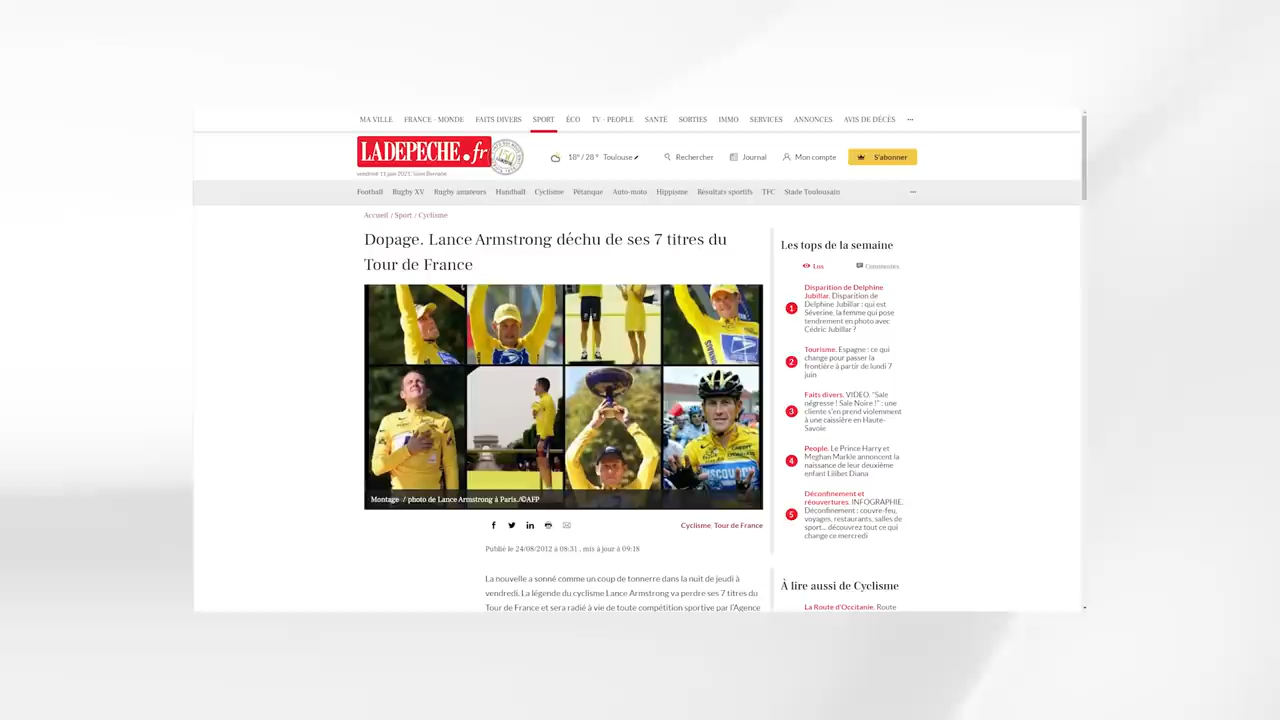 MA VILLE FRANCE - MONDE FAITS DIVERS SPORT ÉCO TV - PEOPLE SANTÉ SORTIES IMMO SERVICES ANNONCES AVIS DE DÉCÈS ...
LADEPECHE.fr
18° / 28° Toulouse
Rechercher Journal Mon compte S'abonner
vendredi 11 juin 2021,
Football Rugby XV Rugby amateurs Handball Cyclisme Pétanque Auto-moto Hippisme Résultats sportifs TFC Stade Toulousain ...
Accueil / Sport / Cyclisme
Dopage. Lance Armstrong déchu de ses 7 titres du
Tour de France
Montage / photo de Lance Armstrong à Paris./©AFP
Cyclisme, Tour de France
Publié le 24/08/2012 à 08:31 , mis à jour à 09:18
La nouvelle a sonné comme un coup de tonnerre dans la nuit de jeudi à
vendredi. La légende du cyclisme Lance Armstrong va perdre ses 7 titres du
Tour de France et sera radié à vie de toute compétition sportive par l'Agence
Les tops de la semaine
Lus Commentés
1 Disparition de Delphine
Jubillar. Disparition de
Delphine Jubillar : qui est
Séverine, la femme qui pose
tendrement en photo avec
Cédric Jubillar ?
2 Tourisme. Espagne : ce qui
change pour passer la
frontière à partir de lundi 7
juin
3 Faits divers. VIDEO. "Sale
négresse ! Sale Noire !" : une
cliente s'en prend violemment
à une caissière en Haute-
Savoie
4 People. Le Prince Harry et
Meghan Markle annoncent la
naissance de leur deuxième
enfant Lilibet Diana
5 Déconfinement et
réouvertures. INFOGRAPHIE.
Déconfinement : couvre-feu,
voyages, restaurants, salles de
sport... découvrez tout ce qui
change ce mercredi
À lire aussi de Cyclisme
La Route d'Occitanie. Route